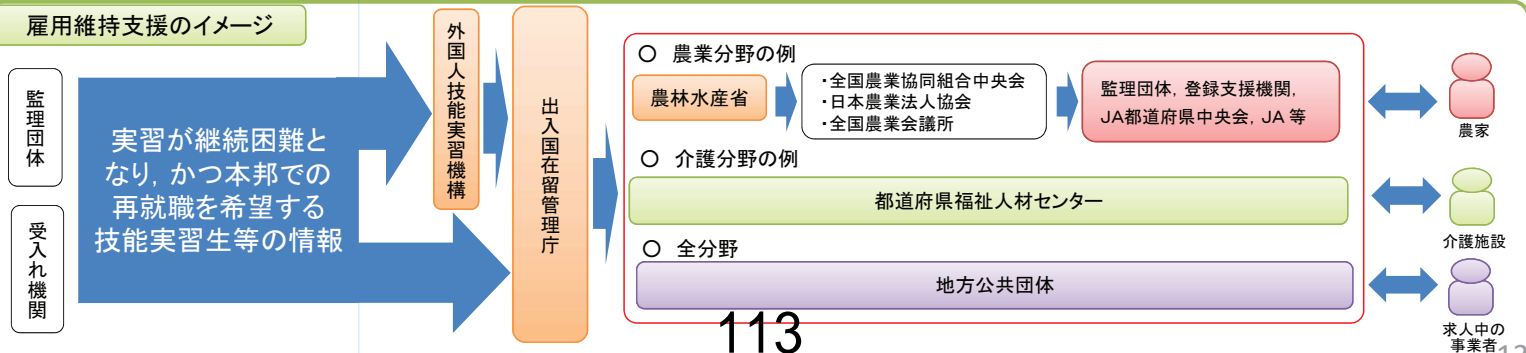 雇用維持支援のイメージ
監理団体
受入れ機関
実習が継続困難と
なり, かつ本邦での
再就職を希望する
技能実習生等の情報
外国人技能実習機構
出入国在留管理庁
○ 農業分野の例
農林水産省
・全国農業協同組合中央会
・日本農業法人協会
・全国農業会議所
監理団体, 登録支援機関,
JA都道府県中央会, JA 等
農家
○ 介護分野の例
都道府県福祉人材センター
介護施設
○ 全分野
地方公共団体
求人中の
事業者
113
12